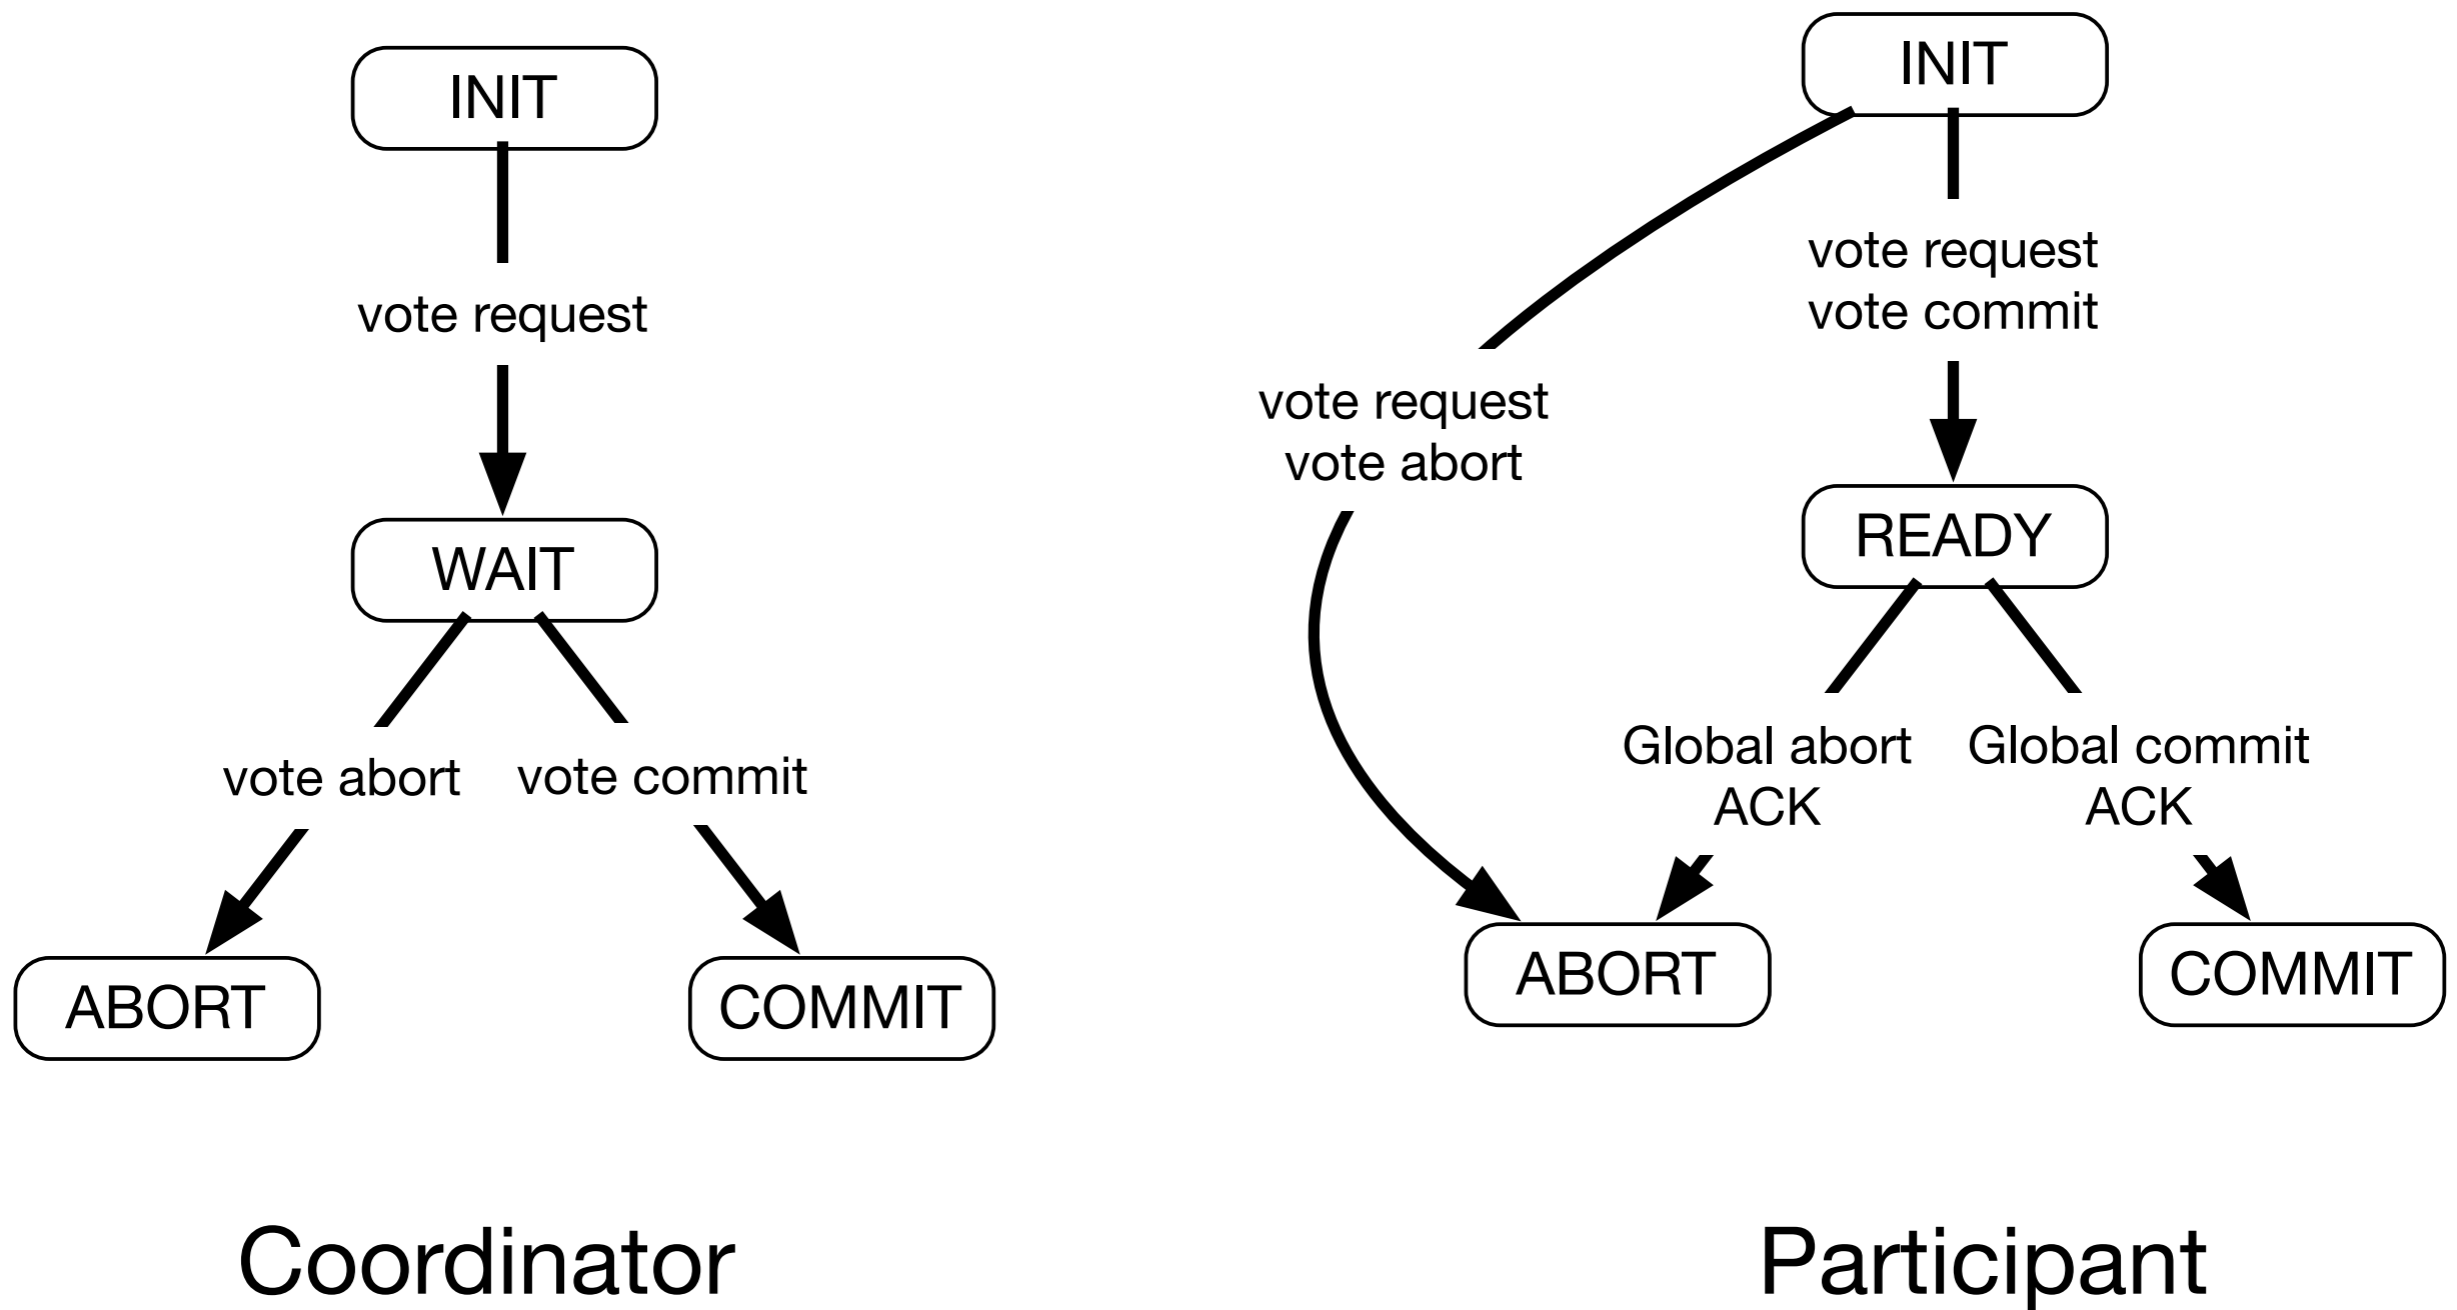 INIT
vote request
WAIT
vote abort
vote commit
ABORT
COMMIT
Coordinator
INIT
vote request
vote commit
vote request
vote abort
READY
Global abort
ACK
Global commit
ACK
ABORT
COMMIT
Participant